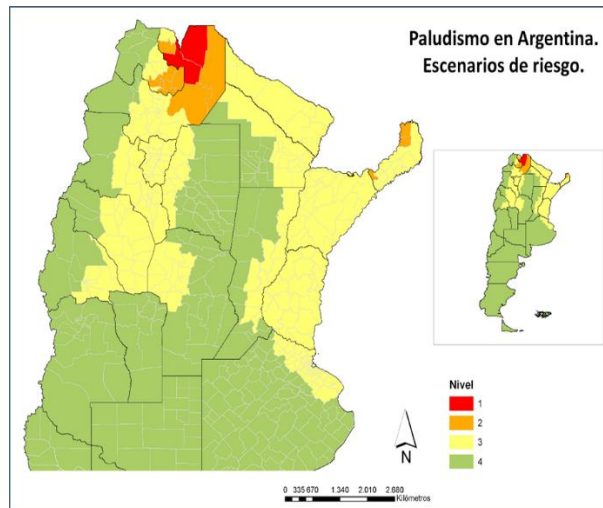 Paludismo en Argentina.
Escenarios de riesgo.
Nivel
1
2
3
4
N
0 335 670 1.340 2.010 2.680
Kilómetros